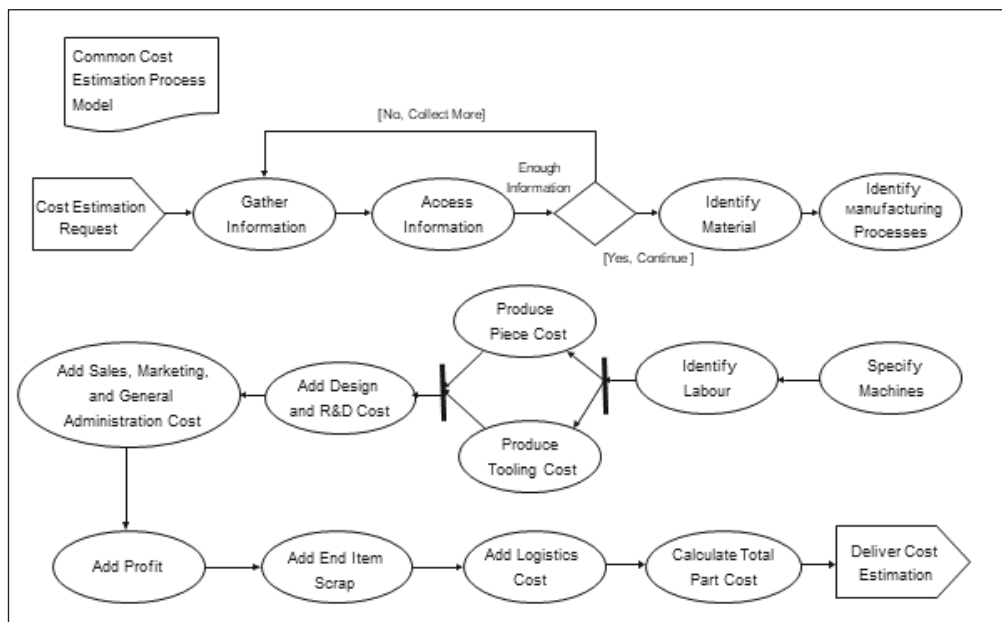 Common Cost
Estimation Process
Model
[No, Collect More]
Enough
Information
Cost Estimation
Request
Gather
Information
Access
Information
Identify
Material
Identify
Manufacturing
Processes
[Yes, Continue ]
Produce
Piece Cost
Add Sales, Marketing,
and General
Administration Cost
Add Design
and R&D Cost
Identify
Labour
Specify
Machines
Produce
Tooling Cost
Add Profit
Add End Item
Scrap
Add Logistics
Cost
Calculate Total
Part Cost
Deliver Cost
Estimation